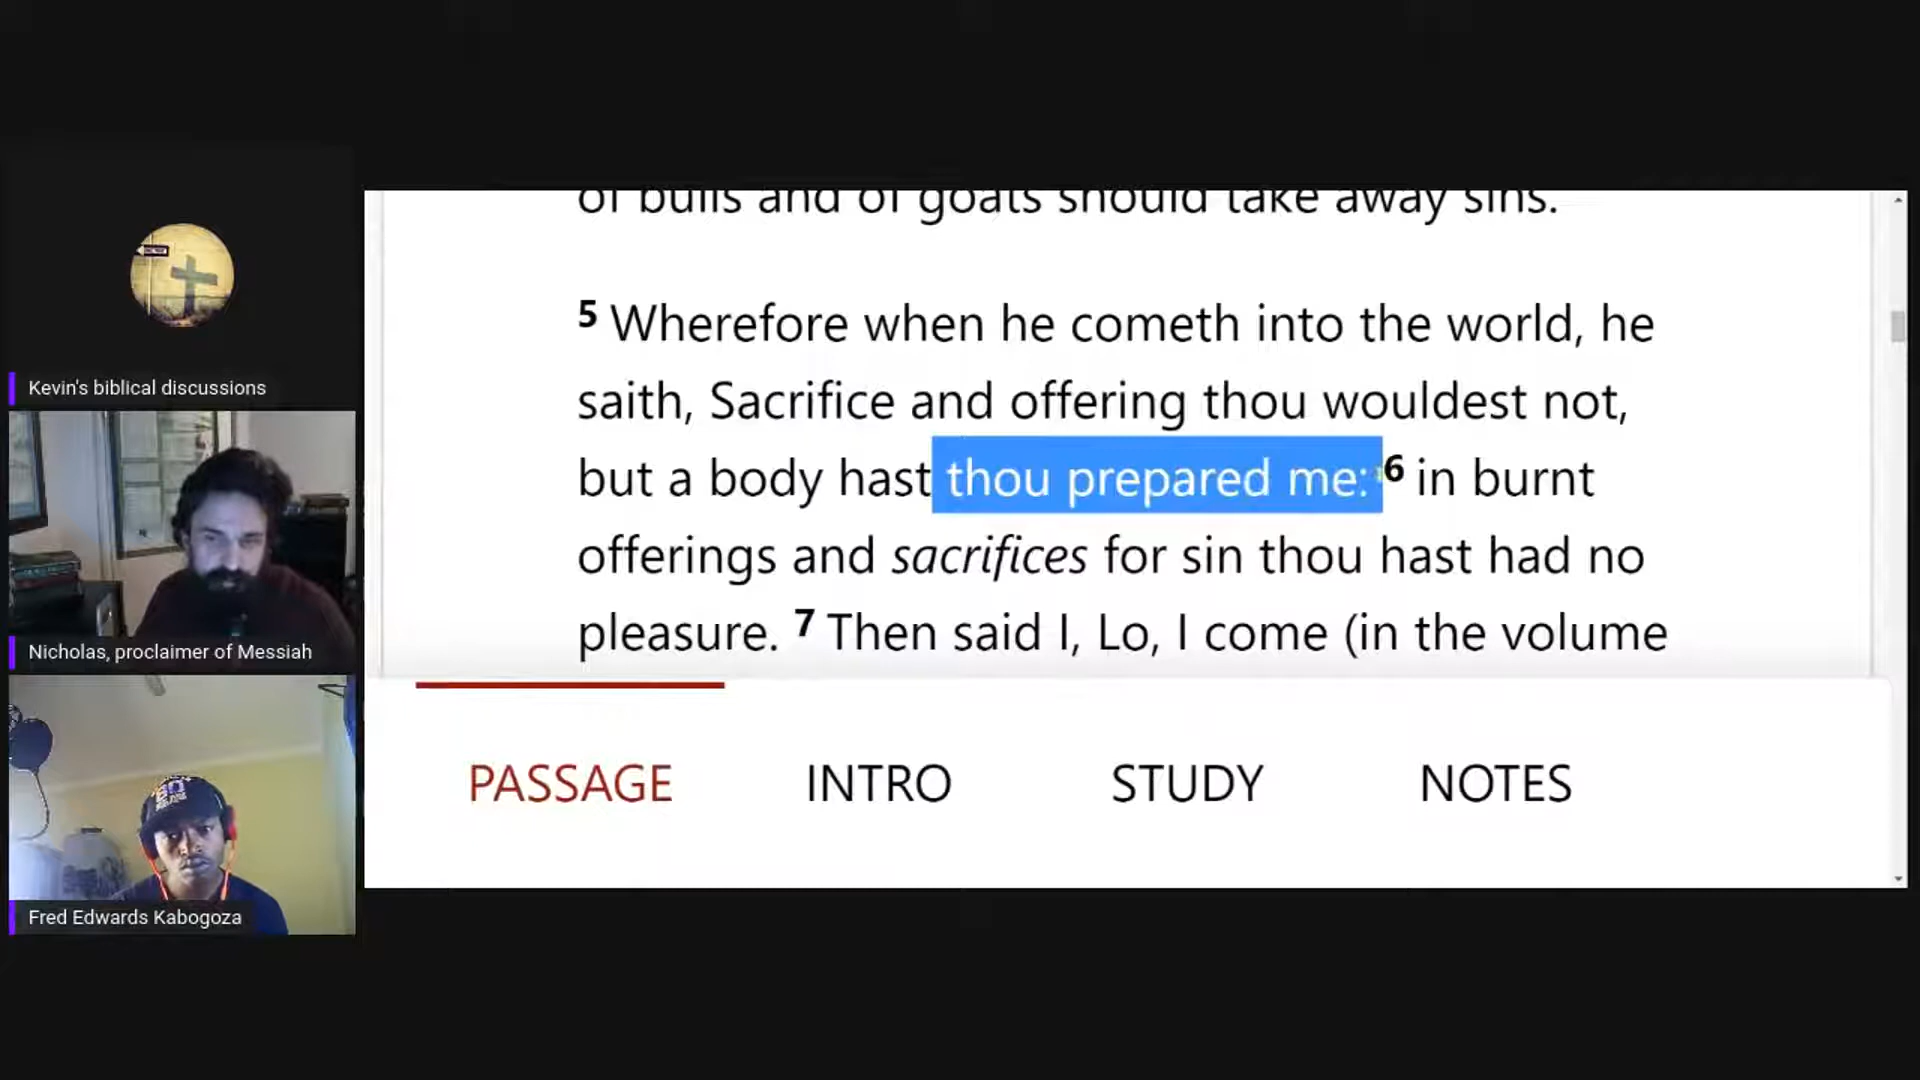 of bulls and of goats should take away sins.
5 Wherefore when he cometh into the world, he
saith, Sacrifice and offering thou wouldest not,
but a body hast thou prepared me: 6 in burnt
offerings and sacrifices for sin thou hast had no
pleasure. 7 Then said I, Lo, I come (in the volume
PASSAGE INTRO STUDY NOTES
Kevin's biblical discussions
Nicholas, proclaimer of Messiah
Fred Edwards Kabogoza